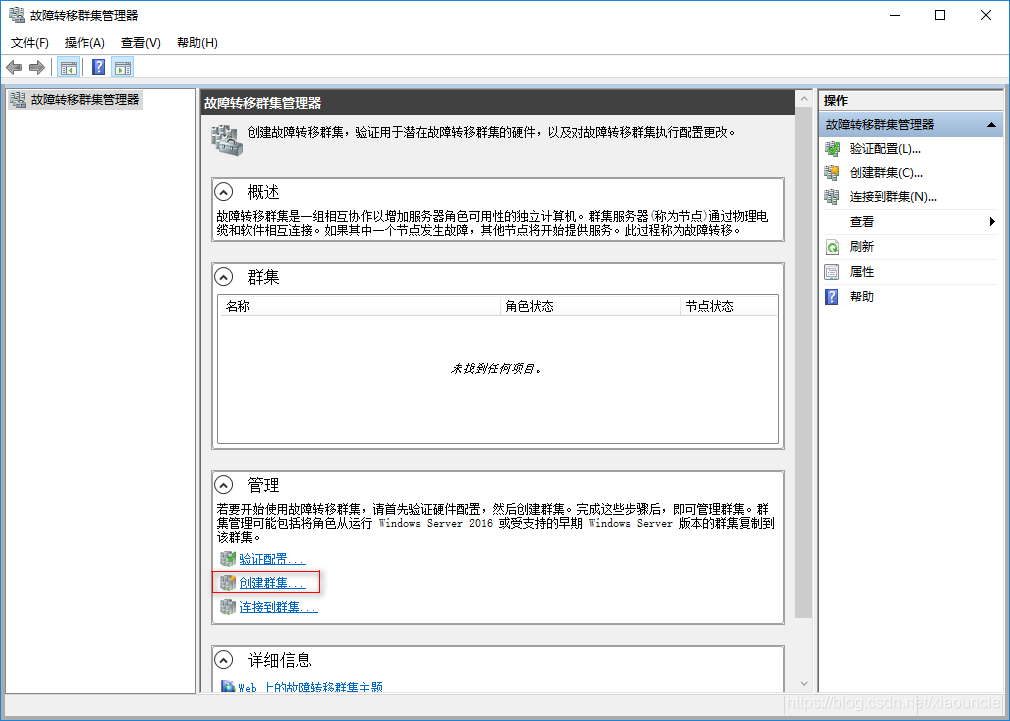 故障转移群集管理器
文件(F) 操作(A) 查看(V) 帮助(H)
故障转移群集管理器
故障转移群集管理器
创建故障转移群集，验证用于潜在故障转移群集的硬件，以及对故障转移群集执行配置更改。
概述
故障转移群集是一组相互协作以增加服务器角色可用性的独立计算机。群集服务器(称为节点)通过物理电
缆和软件相互连接。如果其中一个节点发生故障，其他节点将开始提供服务。此过程称为故障转移。
群集
名称 角色状态 节点状态
未找到任何项目。
管理
若要开始使用故障转移群集，请首先验证硬件配置，然后创建群集。完成这些步骤后，即可管理群集。群
集管理可能包括将角色从运行 Windows Server 2016 或受支持的早期 Windows Server 版本的群集复制到
该群集。
验证配置...
创建群集...
连接到群集...
详细信息
Web 上的故障转移群集主题
操作
故障转移群集管理器
验证配置(L)...
创建群集(C)...
连接到群集(N)...
查看
刷新
属性
帮助
https://blog.csdn.net/xiaouncle